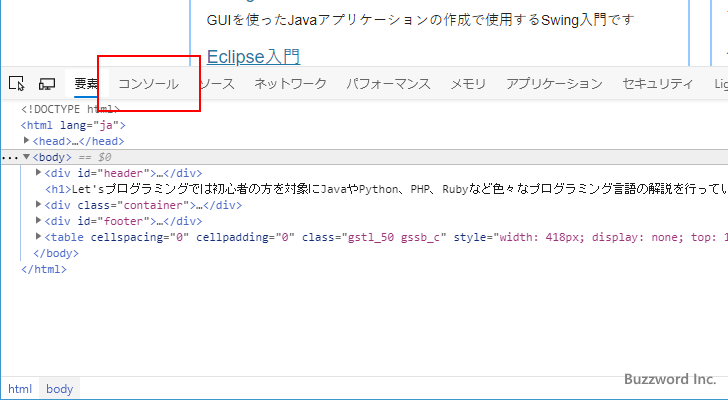 GUIを使ったJavaアプリケーションの作成で使用するSwing入門です
Eclipse入門
要素 コンソール ソース ネットワーク パフォーマンス メモリ アプリケーション セキュリティ Lig
<!DOCTYPE html>
<html lang="ja">
<head>…</head>
<body> == $0
<div id="header">…</div>
<h1>Let'sプログラミングでは初心者の方を対象にJavaやPython、PHP、Rubyなど色々なプログラミング言語の解説を行ってい
<div class="container">…</div>
<div id="footer">…</div>
<table cellspacing="0" cellpadding="0" class="gstl_50 gssb_c" style="width: 418px; display: none; top: 1
</body>
</html>
html body
Buzzword Inc.